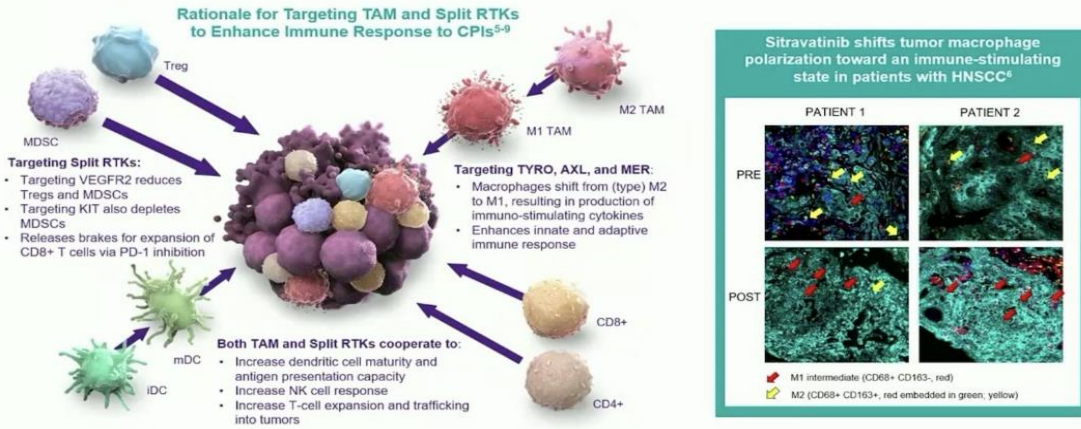 Rationale for Targeting TAM and Split RTKs
to Enhance Immune Response to CPIs5-9
Treg
MDSC
M2 TAM
M1 TAM
Targeting Split RTKs:
• Targeting VEGFR2 reduces
Tregs and MDSCs
• Targeting KIT also depletes
MDSCs
• Releases brakes for expansion of
CD8+ T cells via PD-1 inhibition
Targeting TYRO, AXL, and MER:
• Macrophages shift from (type) M2
to M1, resulting in production of
immuno-stimulating cytokines
• Enhances innate and adaptive
immune response
mDC
iDC
Both TAM and Split RTKs cooperate to:
• Increase dendritic cell maturity and
antigen presentation capacity
• Increase NK cell response
• Increase T-cell expansion and trafficking
into tumors
CD8+
CD4+
Sitravatinib shifts tumor macrophage
polarization toward an immune-stimulating
state in patients with HNSCC6
PATIENT 1
PATIENT 2
PRE
POST
M1 intermediate (CD68+ CD163-, red)
M2 (CD68+ CD163+, red embedded in green; yellow)